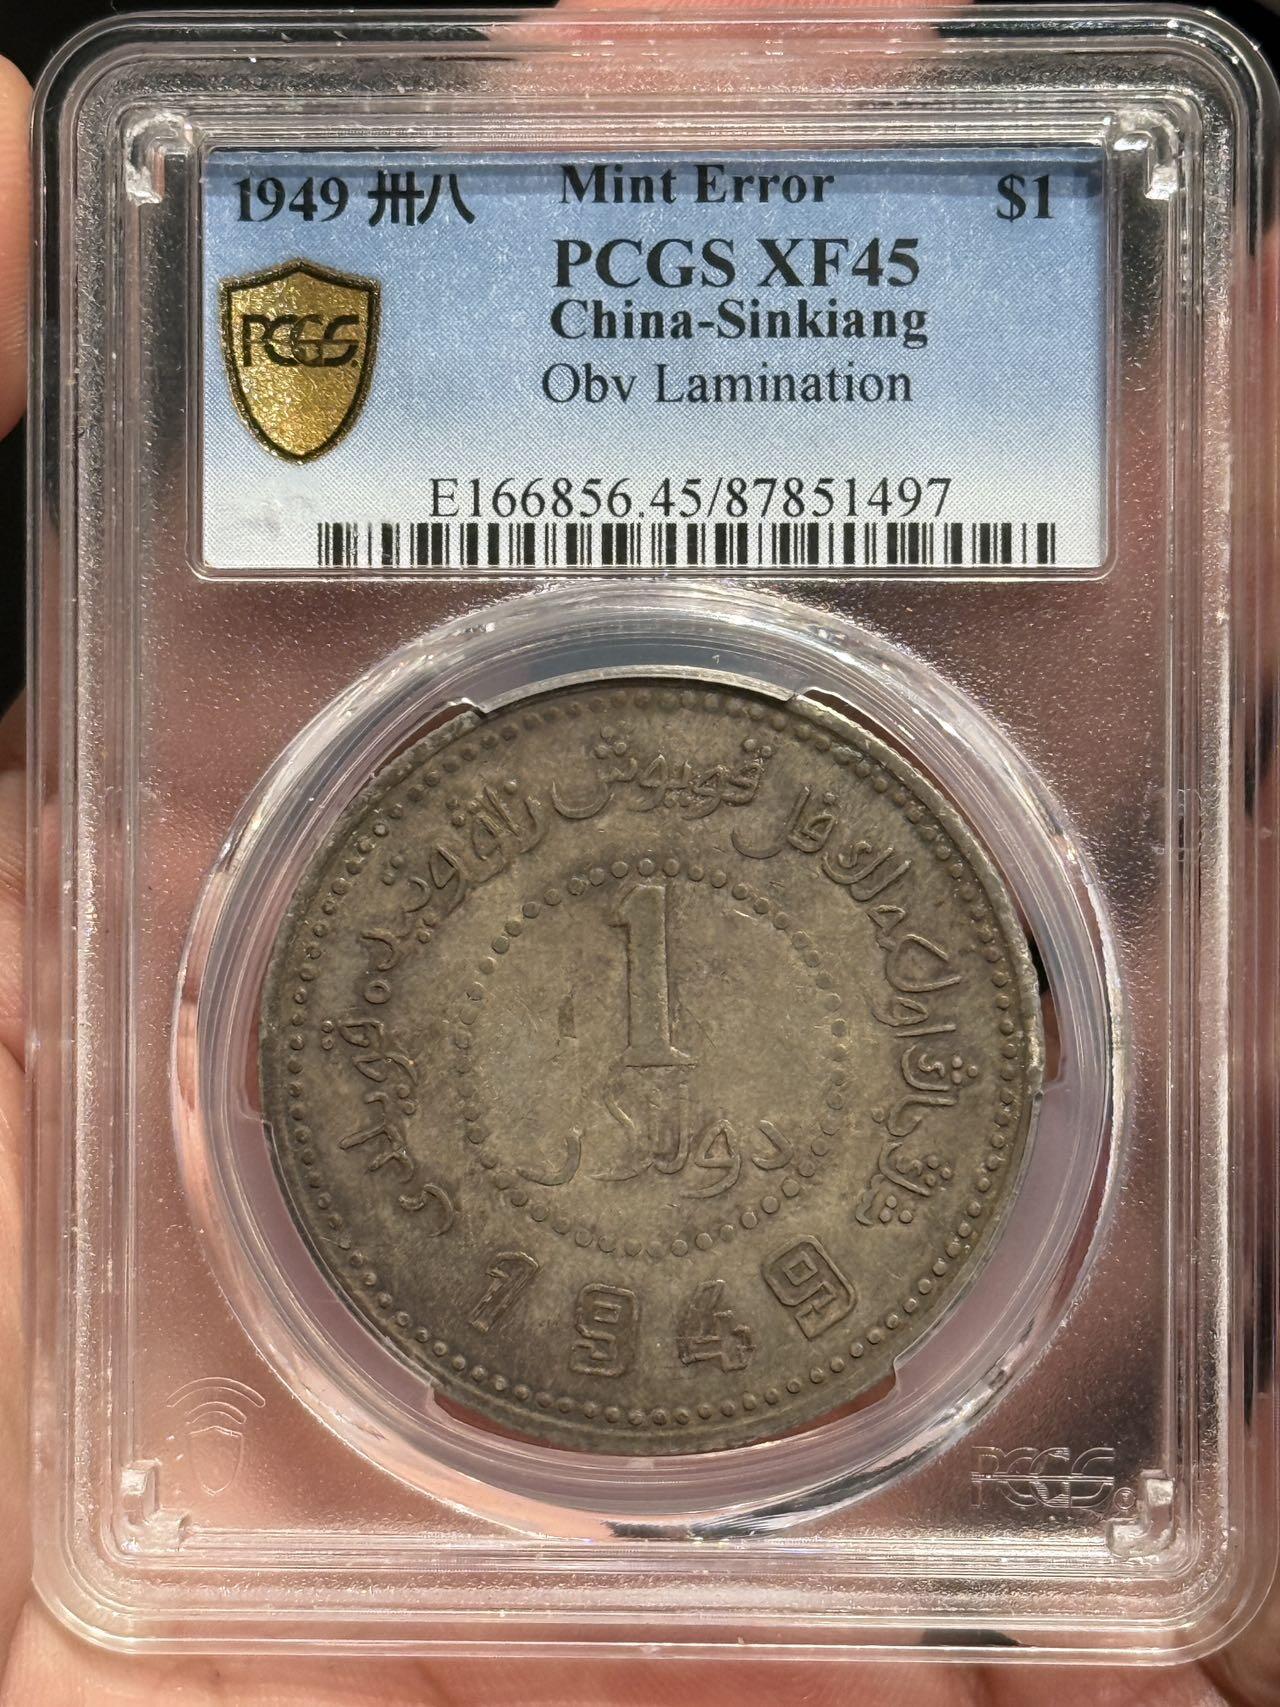 1949 卅八 Mint Error $1
PCGS XF45
China-Sinkiang
Obv Lamination
PCGS
E166856.45/87851497
1
دوللار
1949
PCGS